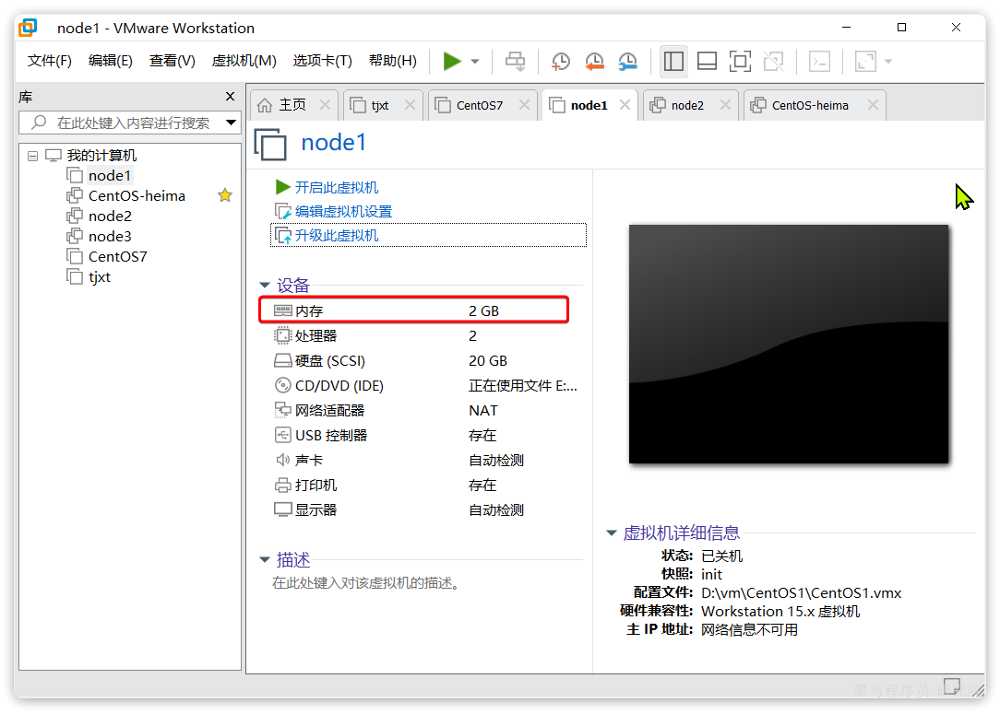 node1 - VMware Workstation
文件(F) 编辑(E) 查看(V) 虚拟机(M) 选项卡(T) 帮助(H)
库
在此处键入内容进行搜索
我的计算机
node1
CentOS-heima
node2
node3
CentOS7
tjxt
主页 tjxt CentOS7 node1 node2 CentOS-heima
node1
开启此虚拟机
编辑虚拟机设置
升级此虚拟机
设备
内存 2 GB
处理器 2
硬盘 (SCSI) 20 GB
CD/DVD (IDE) 正在使用文件 E:...
网络适配器 NAT
USB 控制器 存在
声卡 自动检测
打印机 存在
显示器 自动检测
描述
在此处键入对该虚拟机的描述。
虚拟机详细信息
状态: 已关机
快照: init
配置文件: D:\vm\CentOS1\CentOS1.vmx
硬件兼容性: Workstation 15.x 虚拟机
主 IP 地址: 网络信息不可用
黑马程序员